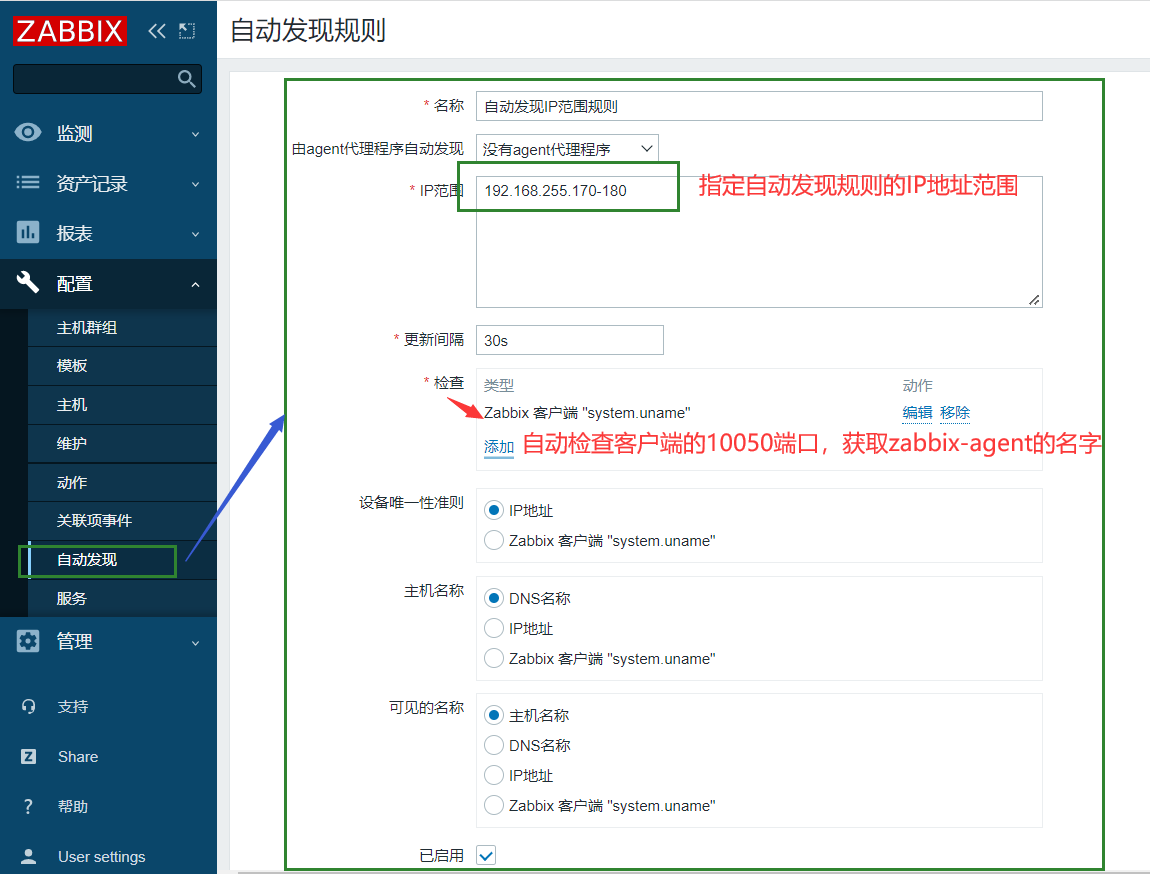 ZABBIX
监测
资产记录
报表
配置
主机群组
模板
主机
维护
动作
关联项事件
自动发现
服务
管理
支持
Share
帮助
User settings
自动发现规则
* 名称 自动发现IP范围规则
由agent代理程序自动发现 没有agent代理程序
* IP范围 192.168.255.170-180 指定自动发现规则的IP地址范围
* 更新间隔 30s
* 检查 类型 动作
Zabbix 客户端 "system.uname" 编辑 移除
添加 自动检查客户端的10050端口，获取zabbix-agent的名字
设备唯一性准则 IP地址
Zabbix 客户端 "system.uname"
主机名称 DNS名称
IP地址
Zabbix 客户端 "system.uname"
可见的名称 主机名称
DNS名称
IP地址
Zabbix 客户端 "system.uname"
已启用